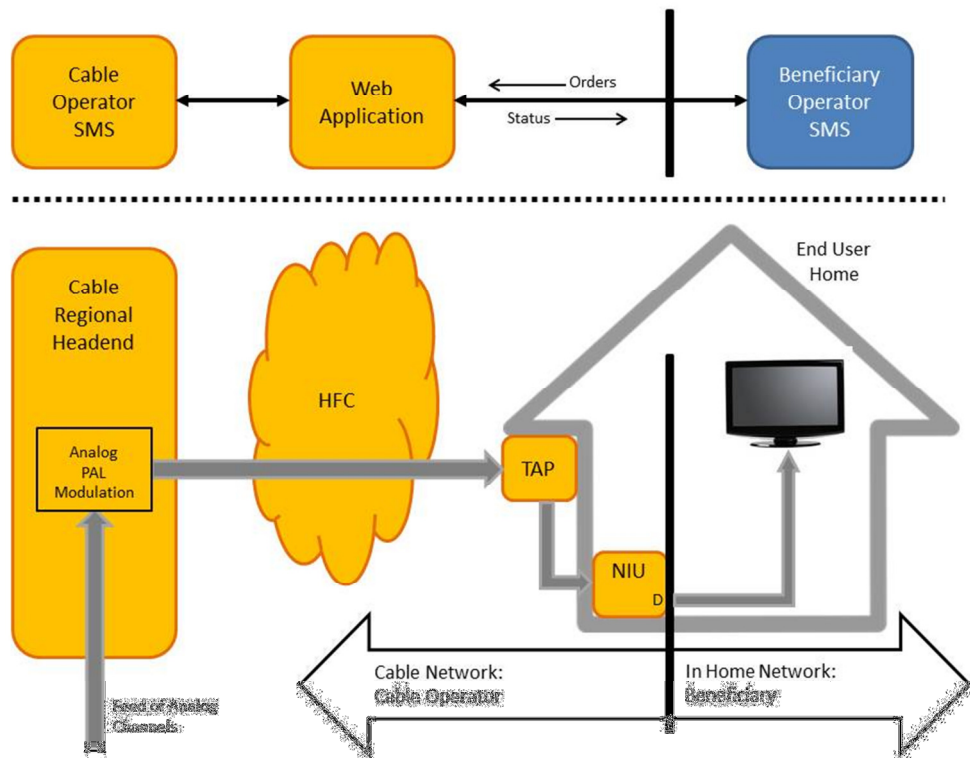 Cable
Operator
SMS
Web
Application
Orders
Status
Beneficiary
Operator
SMS
Cable
Regional
Headend
Analog
PAL
Modulation
HFC
TAP
NIU
D
End User
Home
Cable Network:
Cable Operator
In Home Network:
Beneficiary
Feed of Analog
Channels